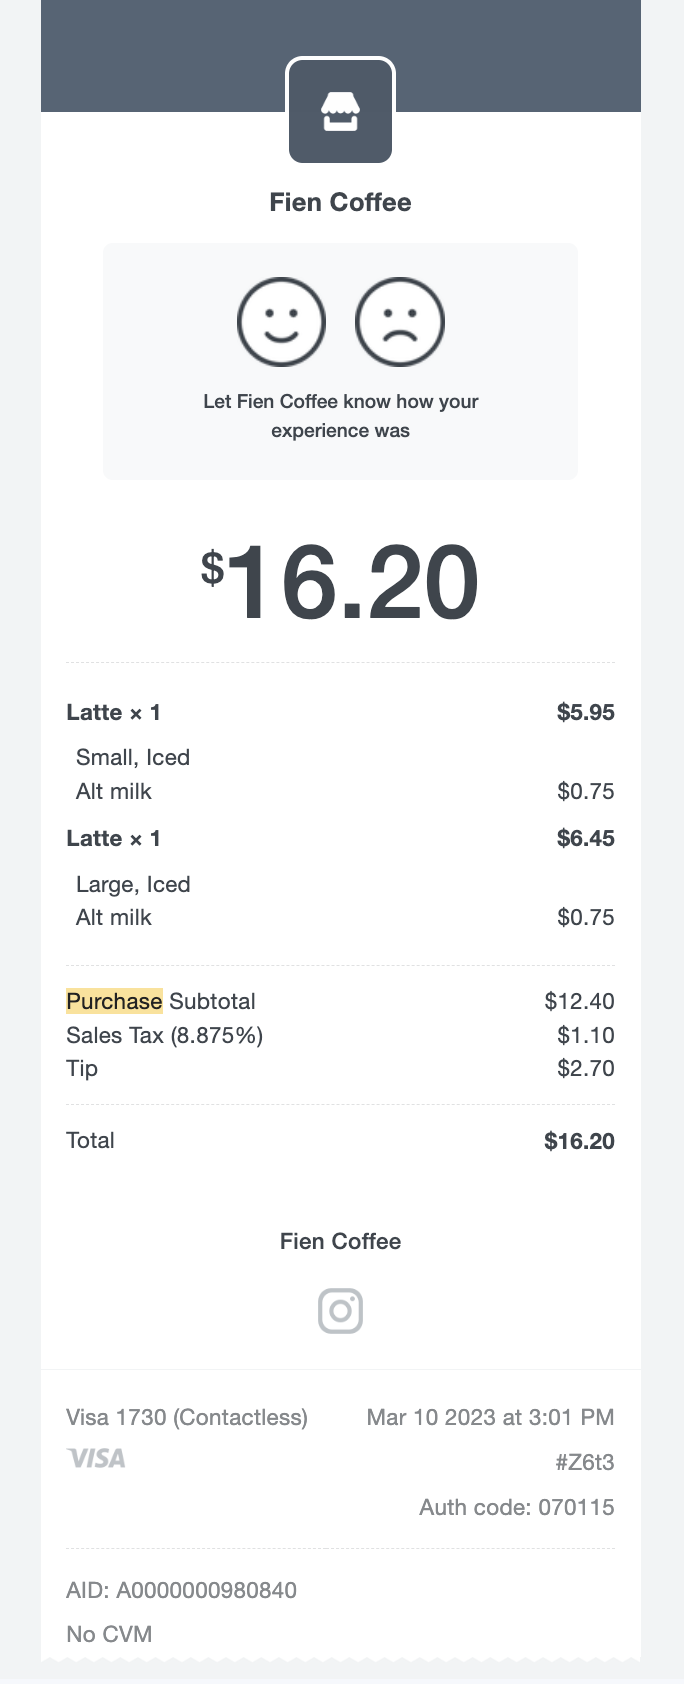 Fien Coffee
Let Fien Coffee know how your
experience was
$16.20
Latte × 1 $5.95
Small, Iced
Alt milk $0.75
Latte × 1 $6.45
Large, Iced
Alt milk $0.75
Purchase Subtotal $12.40
Sales Tax (8.875%) $1.10
Tip $2.70
Total $16.20
Fien Coffee
Visa 1730 (Contactless) Mar 10 2023 at 3:01 PM
VISA #Z6t3
Auth code: 070115
AID: A0000000980840
No CVM